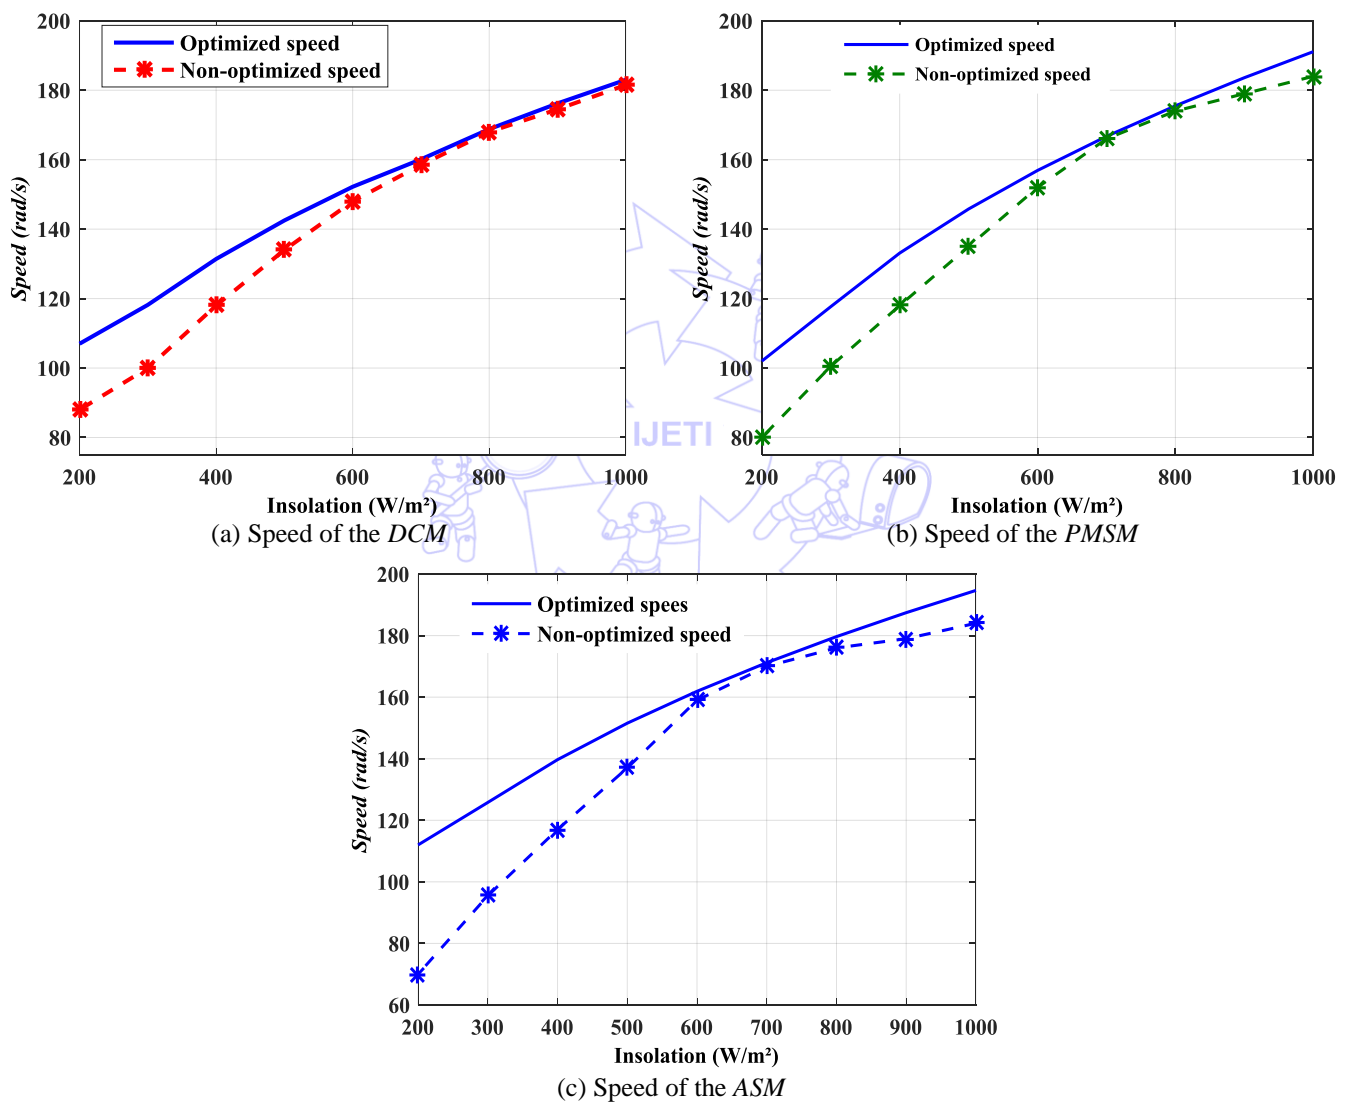 200
180
160
140
120
100
80
Speed (rad/s)
Optimized speed
Non-optimized speed
200 400 600 800 1000
Insolation (W/m²)
(a) Speed of the DCM
200
180
160
140
120
100
80
Speed (rad/s)
Optimized speed
Non-optimized speed
200 400 600 800 1000
Insolation (W/m²)
(b) Speed of the PMSM
IJETI
200
180
160
140
120
100
80
60
Speed (rad/s)
Optimized spees
Non-optimized speed
200 300 400 500 600 700 800 900 1000
Insolation (W/m²)
(c) Speed of the ASM